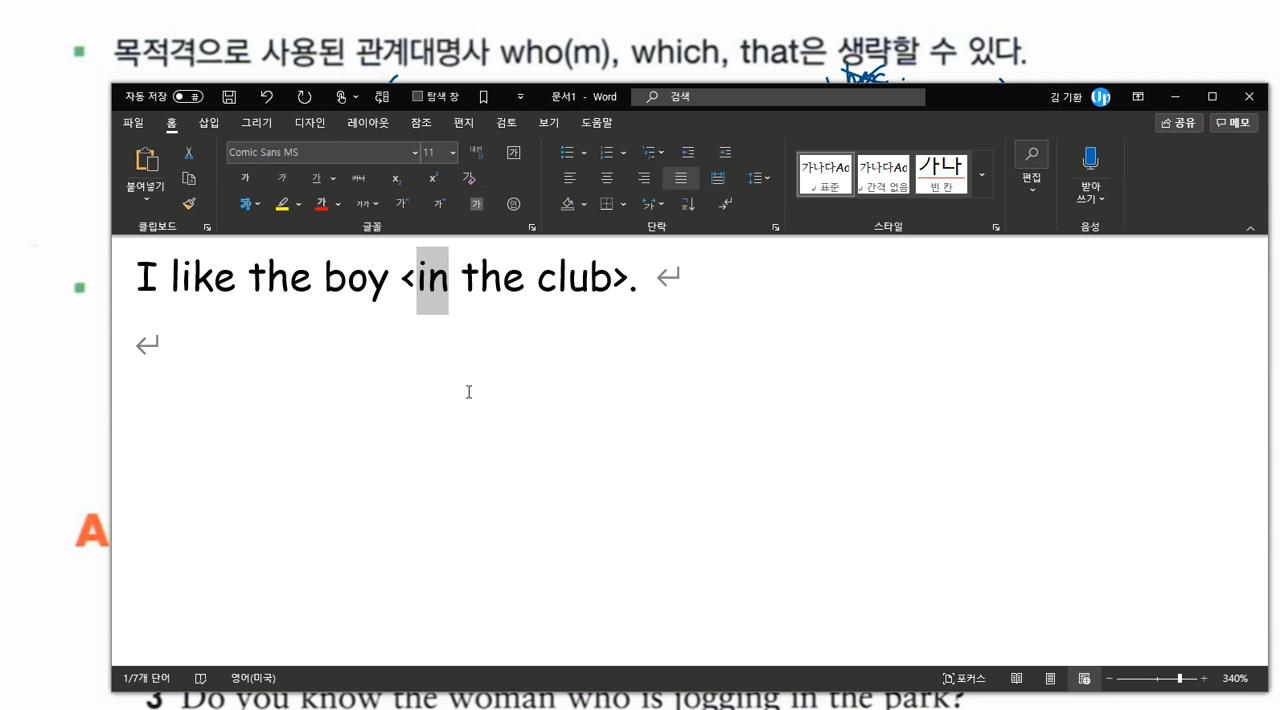 목적격으로 사용된 관계대명사 who(m), which, that은 생략할 수 있다.
자동 저장 끔 탐색 창 문서1 - Word 검색 김 기환 Up
파일 홈 삽입 그리기 디자인 레이아웃 참조 편지 검토 보기 도움말 공유 메모
붙여넣기 Comic Sans MS 11 가나다Ac 표준 가나다Ac 간격 없음 가나 빈 칸 편집 받아쓰기
클립보드 글꼴 단락 스타일 음성
I like the boy <in the club>.
A
1/7개 단어 영어(미국) 포커스 340%
3 Do you know the woman who is jogging in the park?